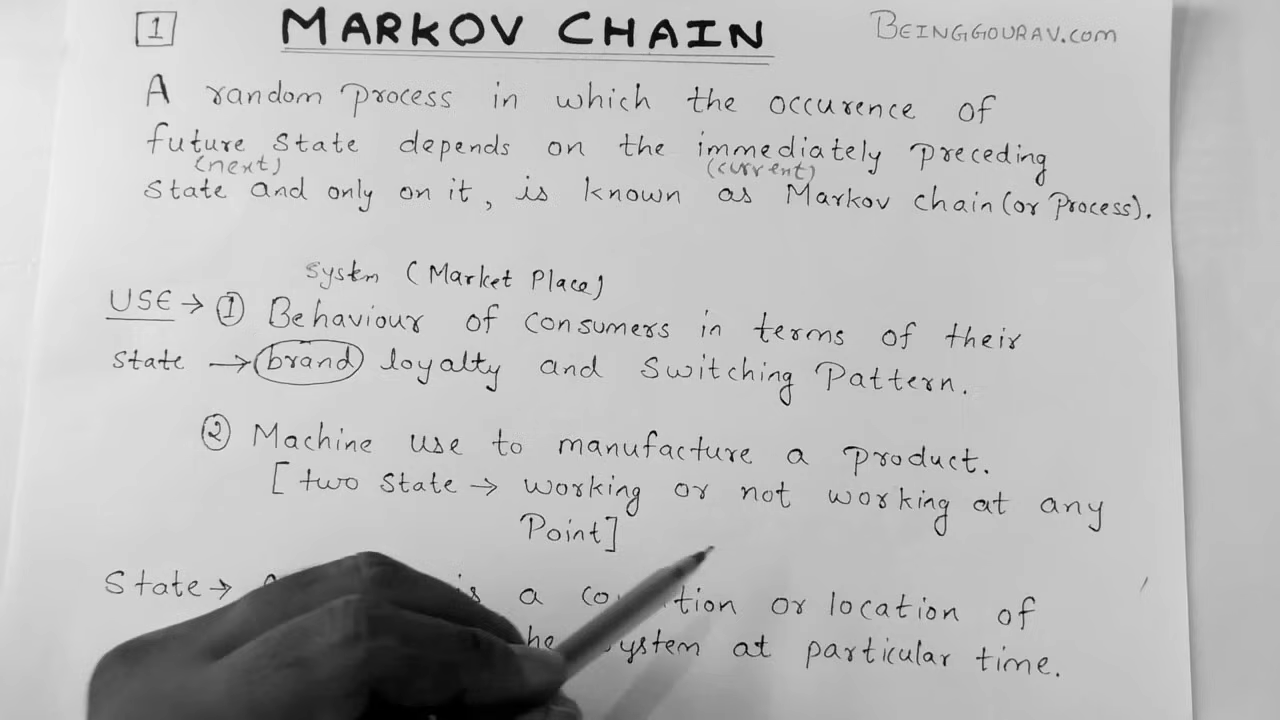 1 MARKOV CHAIN BEINGGOURAV.com
A random process in which the occurence of
future state depends on the immediately preceding
(next) (current)
state and only on it, is known as Markov chain (or process).
system (Market Place)
USE → ① Behaviour of consumers in terms of their
state → brand loyalty and switching Pattern.
② Machine use to manufacture a product.
[two state → working or not working at any
Point]
State → is a or location of
at particular time.